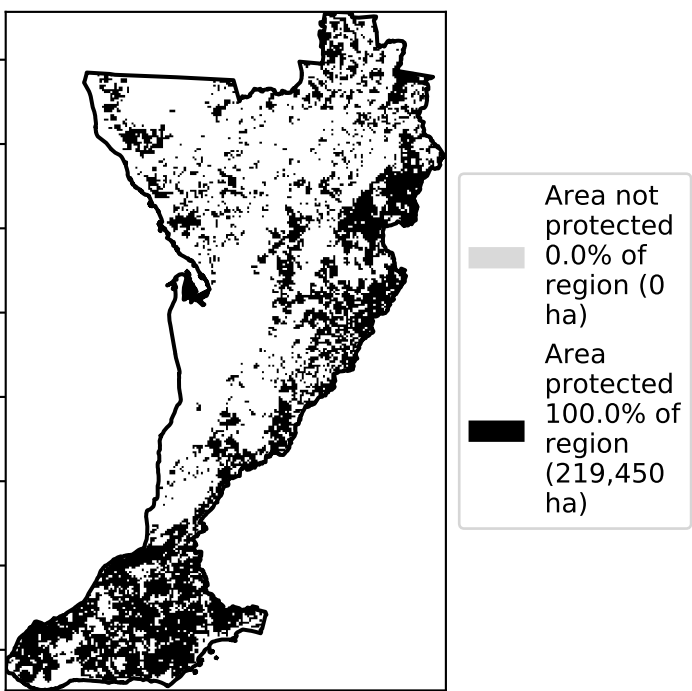 Area not
protected
0.0% of
region (0
ha)
Area
protected
100.0% of
region
(219,450
ha)